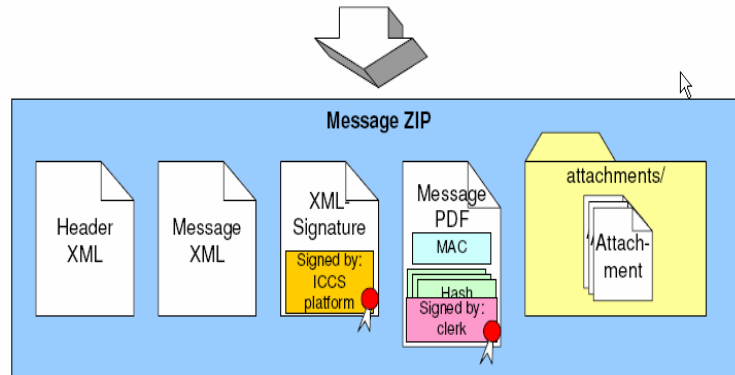 Message ZIP
Header
XML
Message
XML
XML-
Signature
Signed by:
ICCS
platform
Message
PDF
MAC
Hash
Signed by:
clerk
attachments/
Attach-
ment